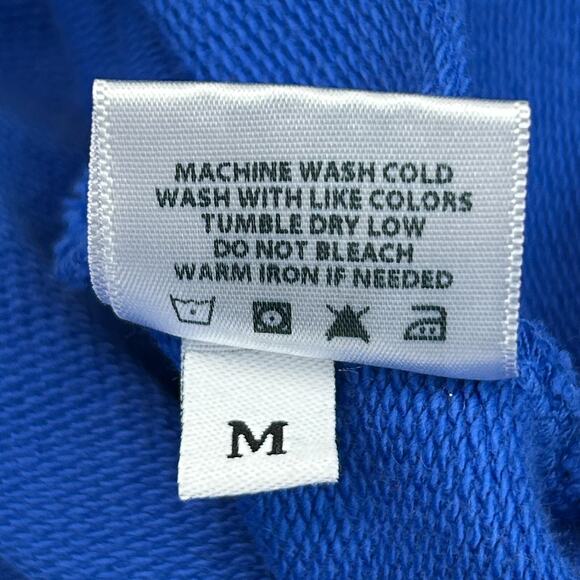 MACHINE WASH COLD
WASH WITH LIKE COLORS
TUMBLE DRY LOW
DO NOT BLEACH
WARM IRON IF NEEDED
M